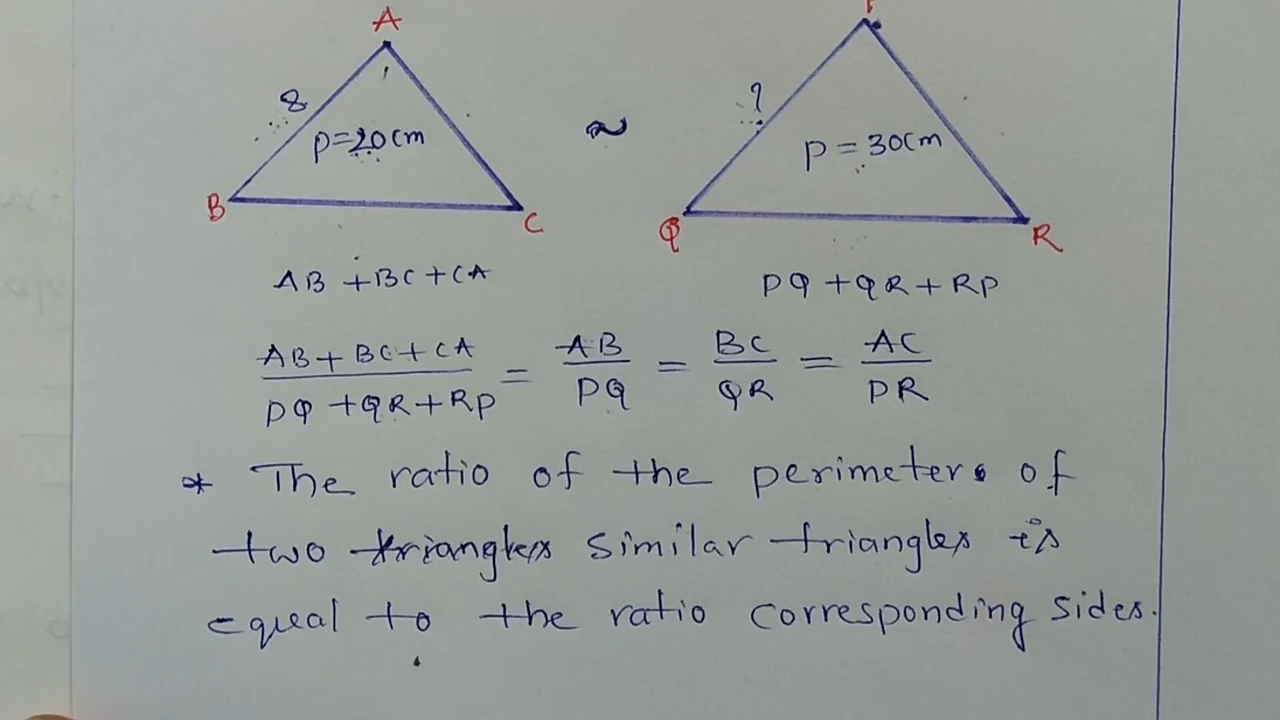 A
8
P=20cm
B
C
~
?
P = 30cm
Q
R
AB + BC + CA
PQ + QR + RP
AB + BC + CA / PQ + QR + RP = AB / PQ = BC / QR = AC / PR
* The ratio of the perimeters of
two triangles similar triangles is
equal to the ratio corresponding sides.